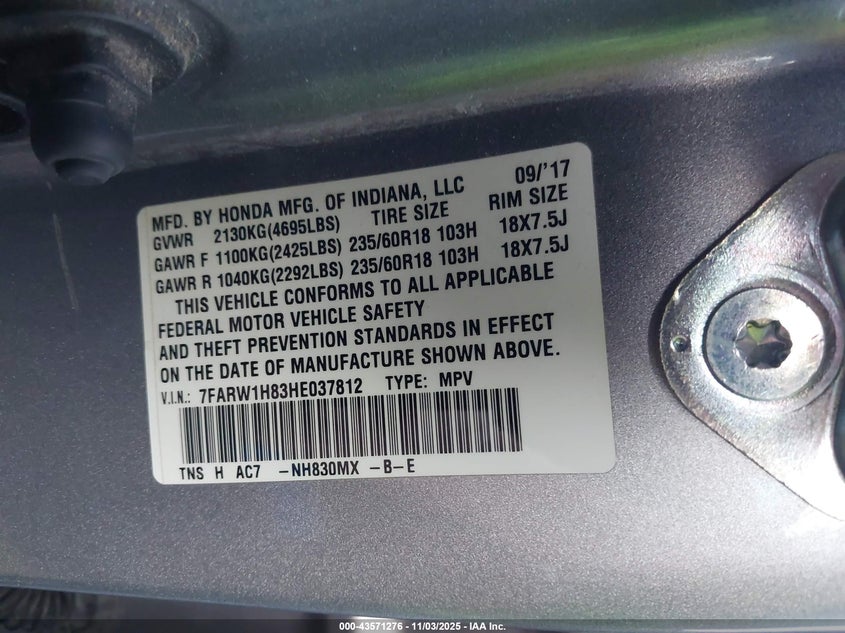 MFD. BY HONDA MFG. OF INDIANA, LLC 09/'17
GVWR 2130KG(4695LBS) TIRE SIZE RIM SIZE
GAWR F 1100KG(2425LBS) 235/60R18 103H 18X7.5J
GAWR R 1040KG(2292LBS) 235/60R18 103H 18X7.5J
THIS VEHICLE CONFORMS TO ALL APPLICABLE
FEDERAL MOTOR VEHICLE SAFETY
AND THEFT PREVENTION STANDARDS IN EFFECT
ON THE DATE OF MANUFACTURE SHOWN ABOVE.
V.I.N.: 7FARW1H83HE037812 TYPE: MPV
TNS H AC7 -NH830MX -B-E
000-43571276 - 11/03/2025 - © IAA Inc.